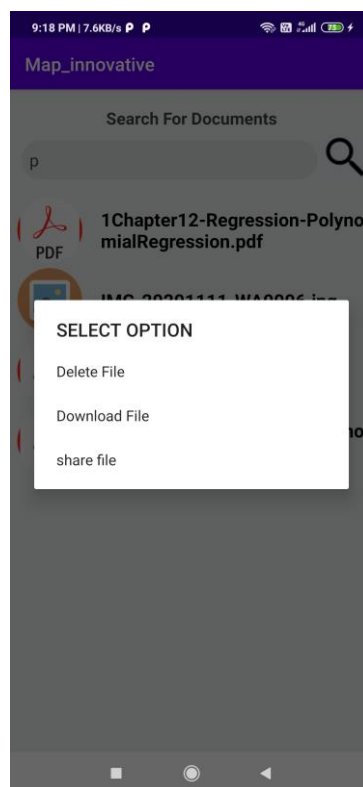 9:18 PM | 7.6KB/s
Map_innovative
Search For Documents
p
1Chapter12-Regression-Polyno
mialRegression.pdf
PDF
SELECT OPTION
Delete File
Download File
share file
no